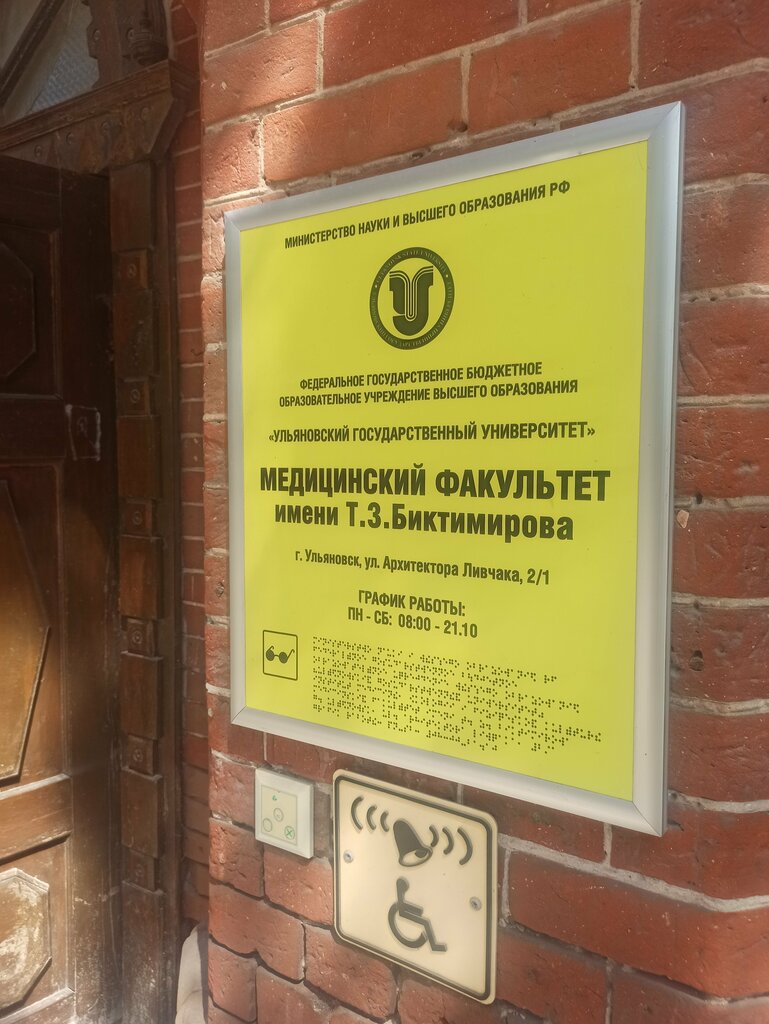 МИНИСТЕРСТВО НАУКИ И ВЫСШЕГО ОБРАЗОВАНИЯ РФ
ФЕДЕРАЛЬНОЕ ГОСУДАРСТВЕННОЕ БЮДЖЕТНОЕ
ОБРАЗОВАТЕЛЬНОЕ УЧРЕЖДЕНИЕ ВЫСШЕГО ОБРАЗОВАНИЯ
«УЛЬЯНОВСКИЙ ГОСУДАРСТВЕННЫЙ УНИВЕРСИТЕТ»
МЕДИЦИНСКИЙ ФАКУЛЬТЕТ
имени Т.З.Биктимирова
г. Ульяновск, ул. Архитектора Ливчака, 2/1
ГРАФИК РАБОТЫ:
ПН - СБ: 08:00 - 21.10